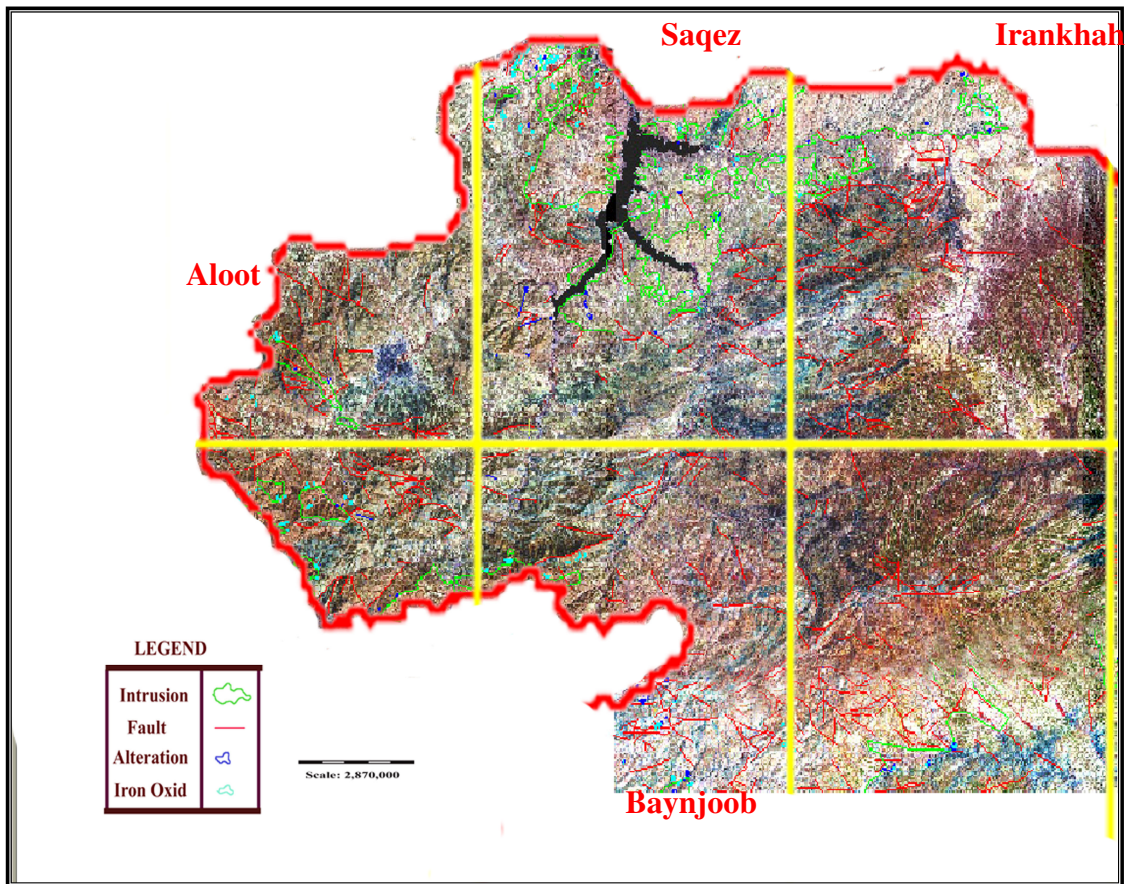 Saqez
Irankhah
Aloot
LEGEND
Intrusion
Fault
Alteration
Iron Oxid
Scale: 2,870,000
Baynjoob